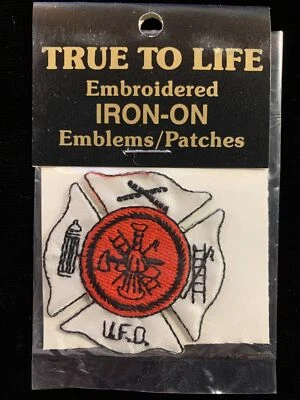 TRUE TO LIFE
Embroidered
IRON-ON
Emblems/Patches
V.F.D.